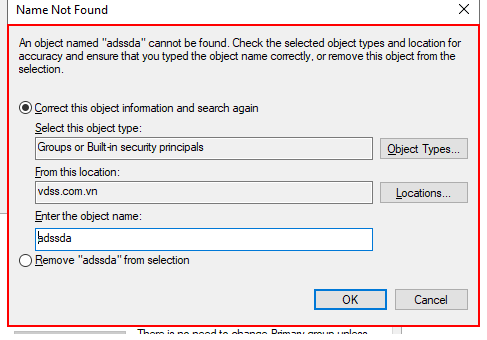 Name Not Found
An object named "adssda" cannot be found. Check the selected object types and location for
accuracy and ensure that you typed the object name correctly, or remove this object from the
selection.
Correct this object information and search again
Select this object type:
Groups or Built-in security principals
Object Types...
From this location:
vdss.com.vn
Locations...
Enter the object name:
adssda
Remove "adssda" from selection
OK
Cancel
There is no need to change Primary group unless